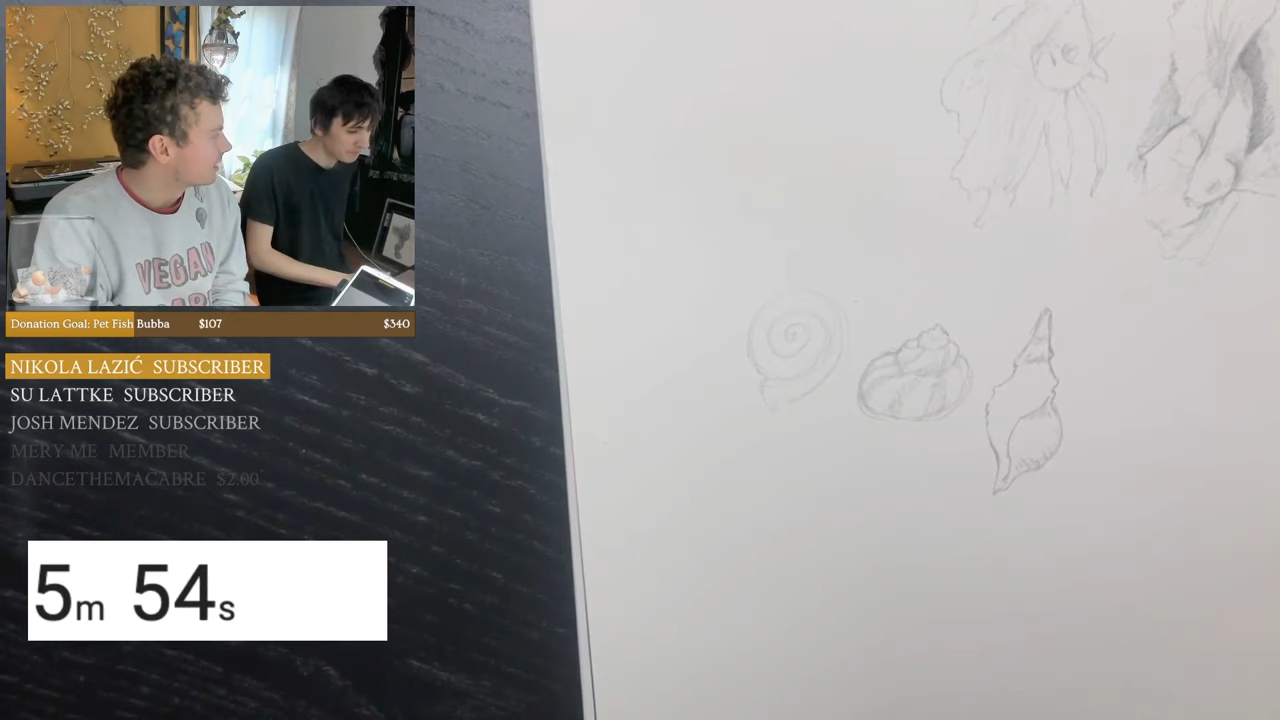 VEGAN
Donation Goal: Pet Fish Bubba $107 $340
NIKOLA LAZIĆ SUBSCRIBER
SU LATTKE SUBSCRIBER
JOSH MENDEZ SUBSCRIBER
MERY ME MEMBER
DANCETHEMACABRE $2.00
5m 54s